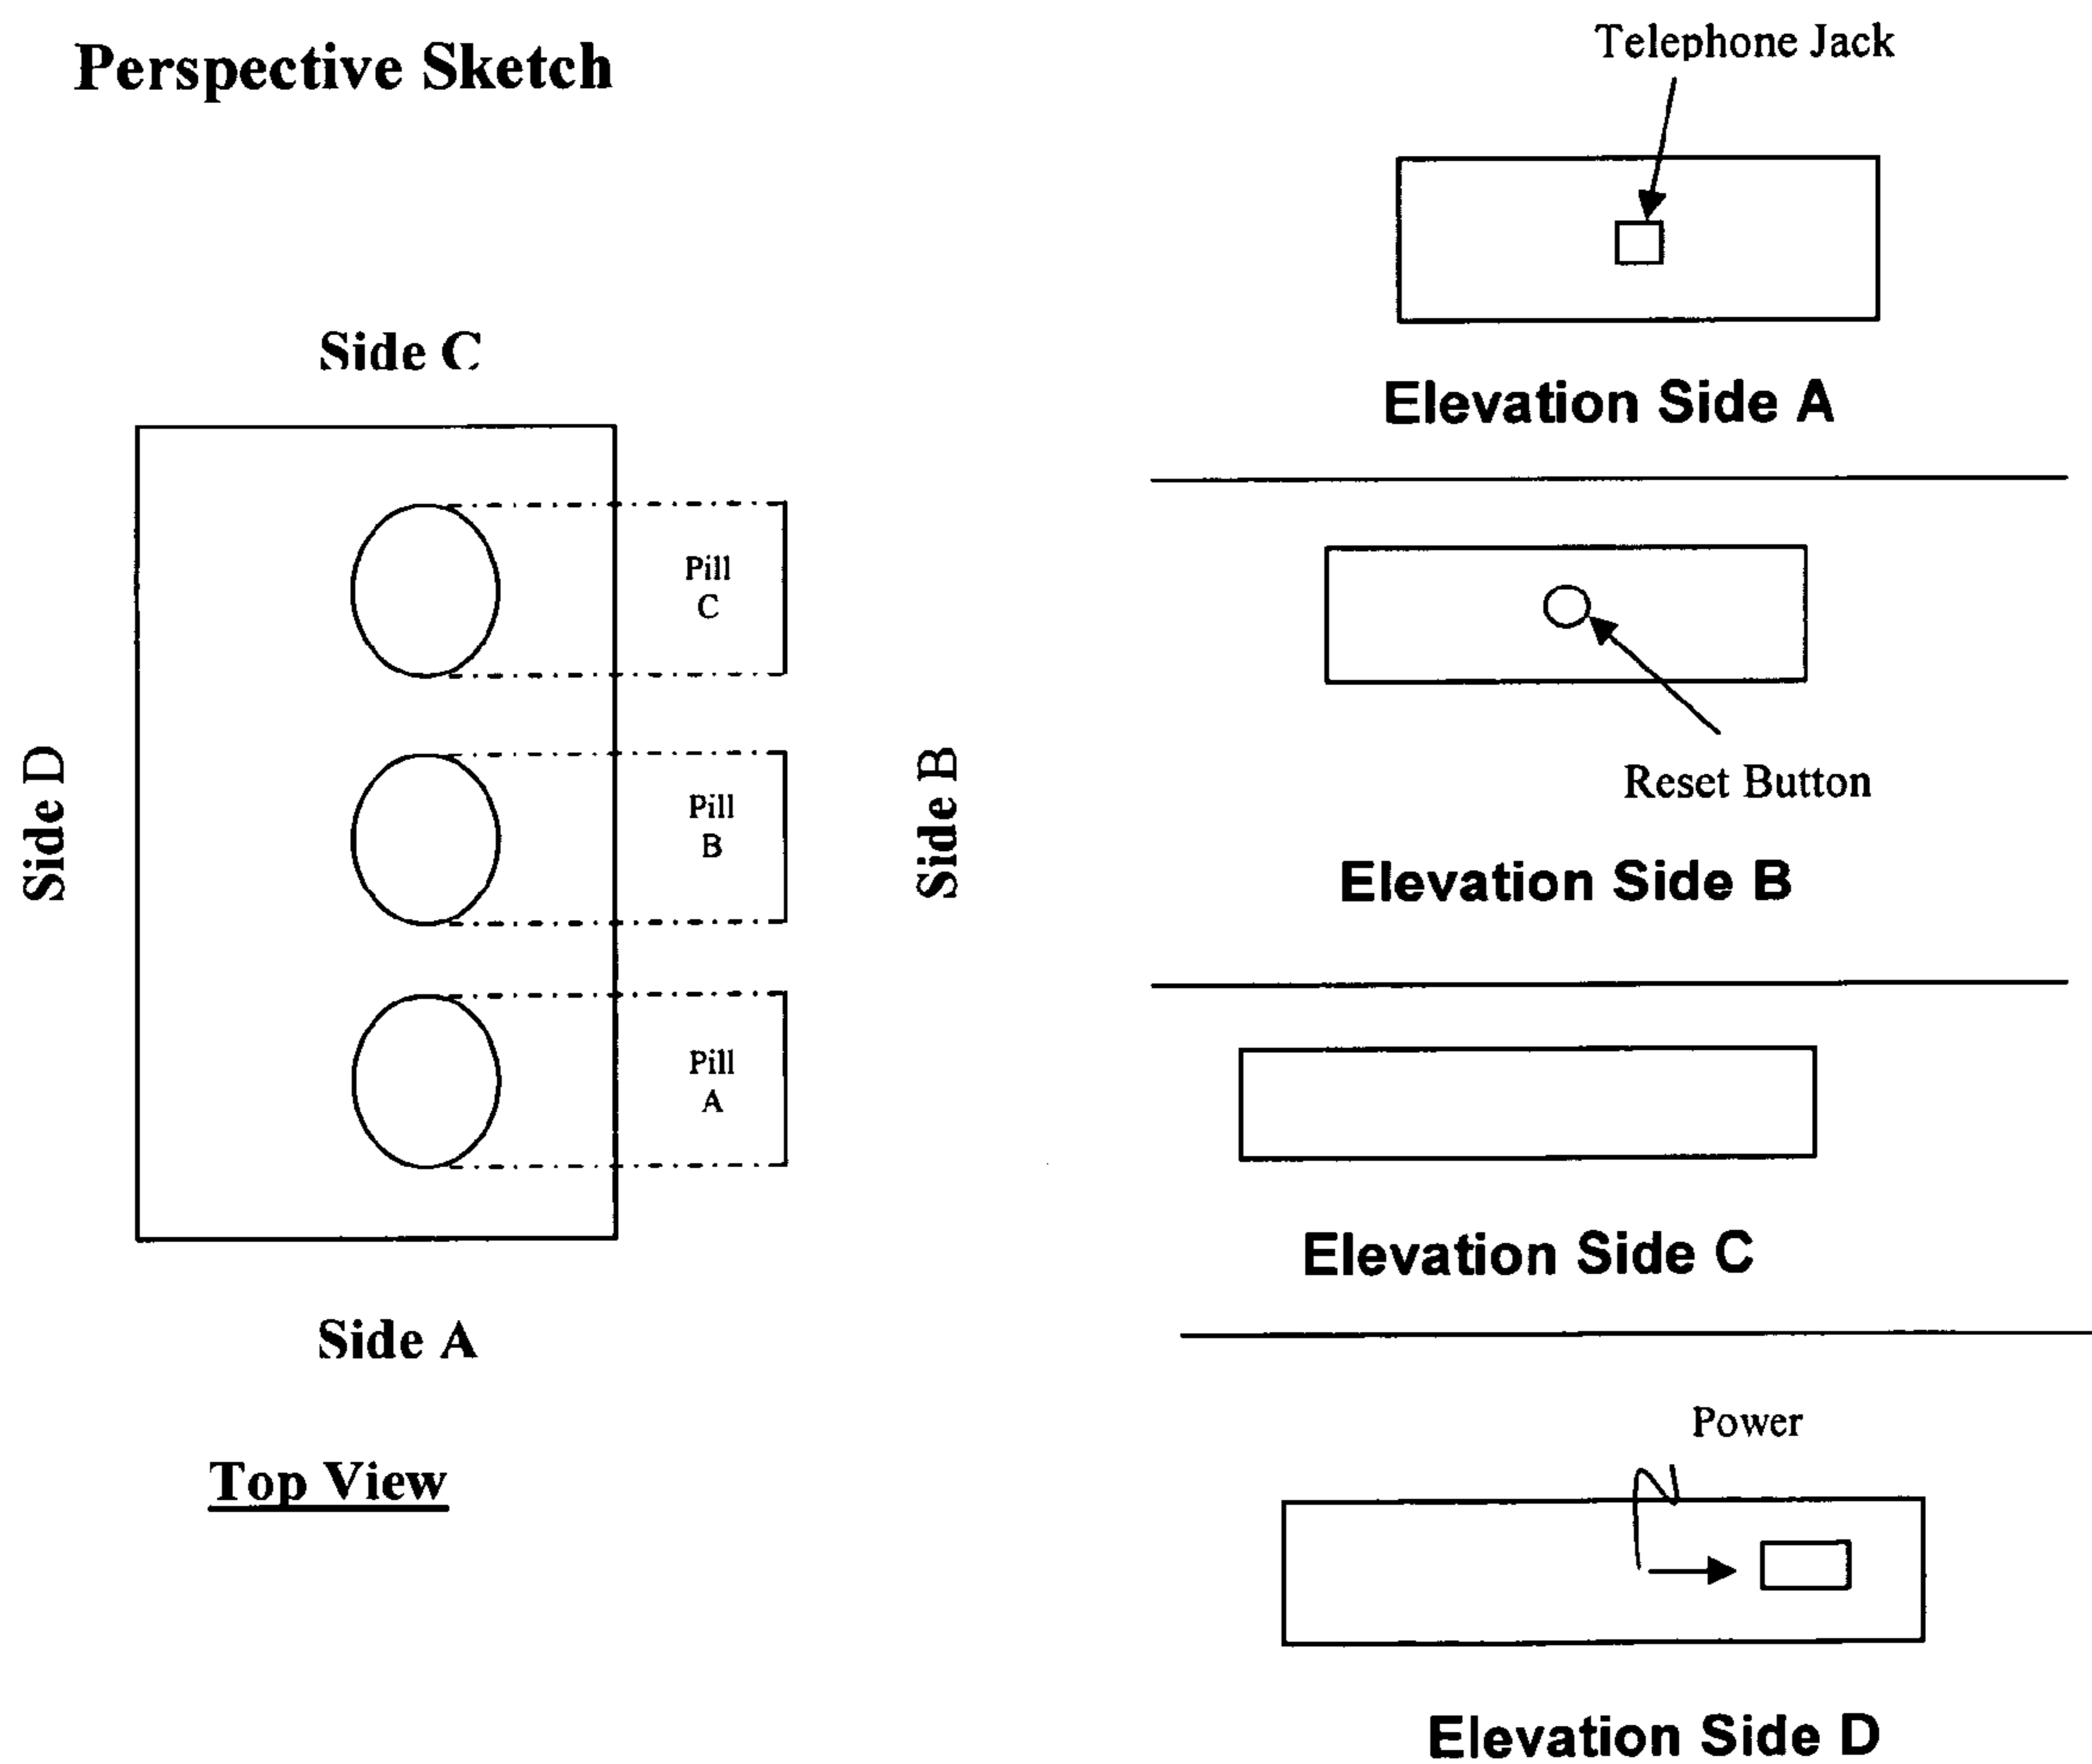 Perspective Sketch
Side C
Pill
C
Side D
Pill
B
Side B
Pill
A
Side A
Top View
Telephone Jack
Elevation Side A
Reset Button
Elevation Side B
Elevation Side C
Power
Elevation Side D